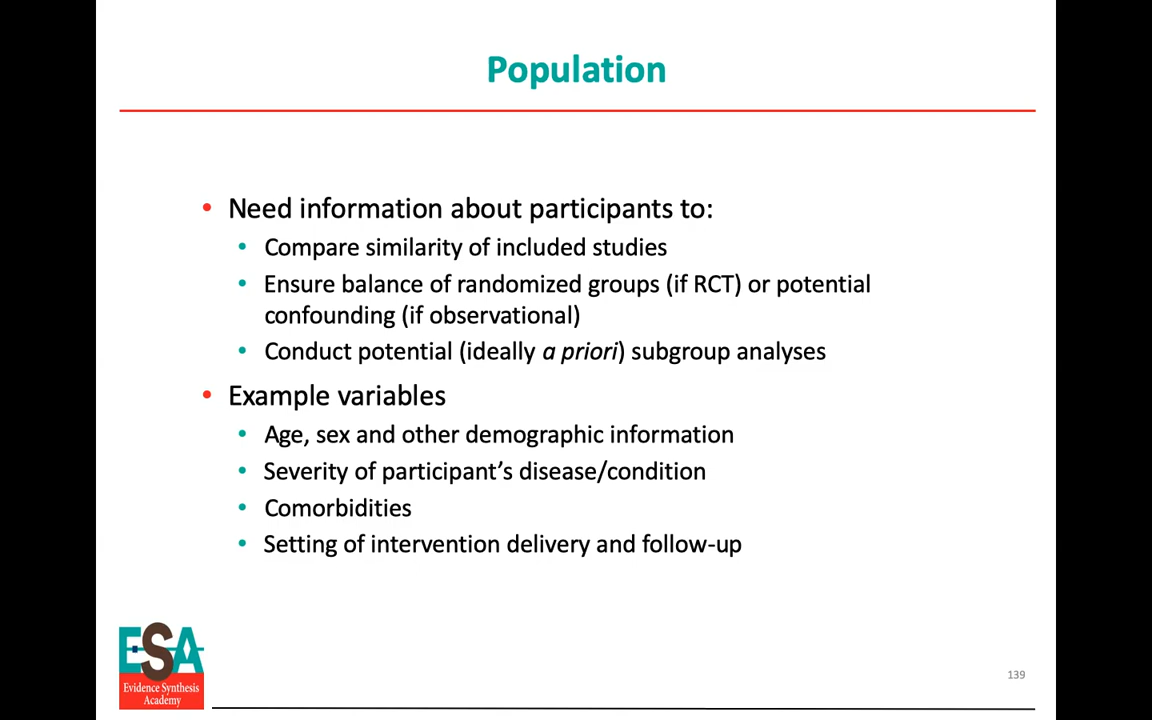 Population
• Need information about participants to:
• Compare similarity of included studies
• Ensure balance of randomized groups (if RCT) or potential
confounding (if observational)
• Conduct potential (ideally a priori) subgroup analyses
• Example variables
• Age, sex and other demographic information
• Severity of participant’s disease/condition
• Comorbidities
• Setting of intervention delivery and follow-up
ESA
Evidence Synthesis
Academy
139